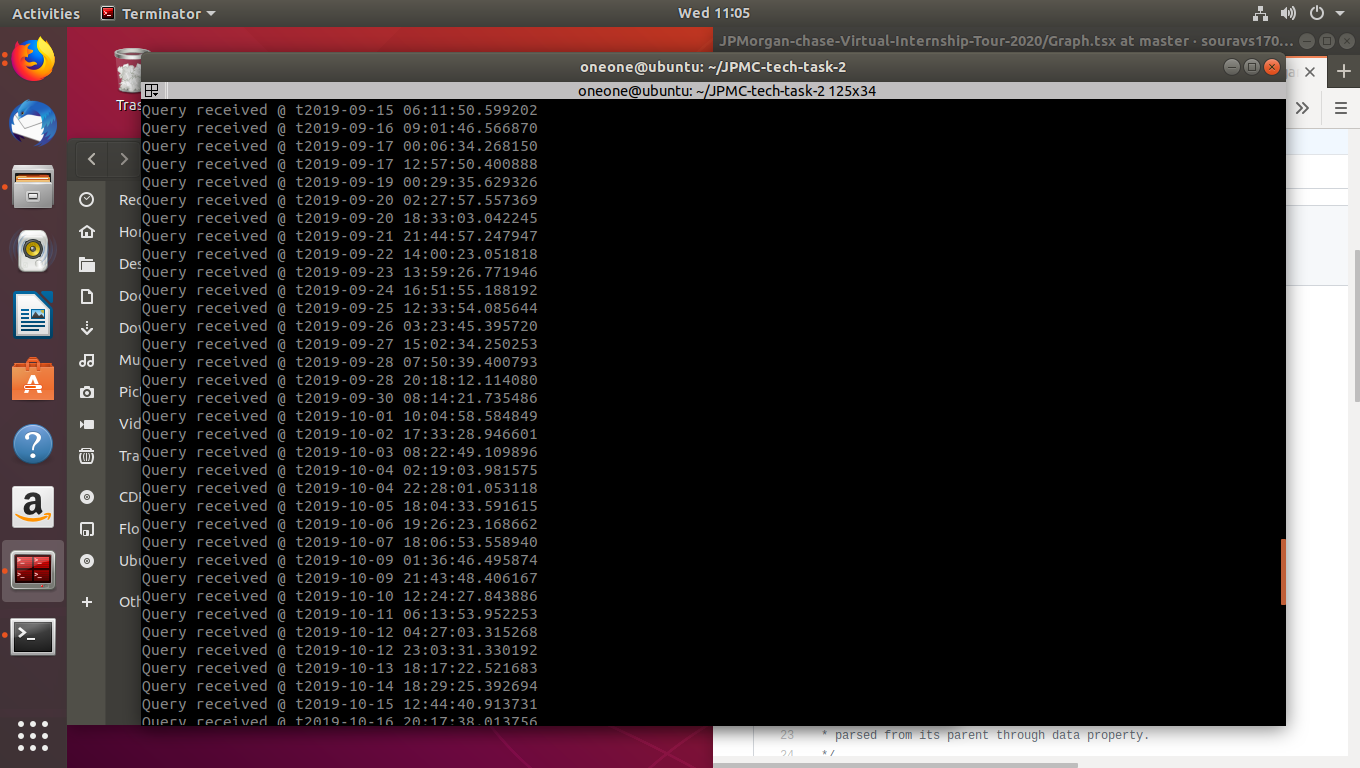 Activities
Terminator
Wed 11:05
JPMorgan-chase-Virtual-Internship-Tour-2020/Graph.tsx at master · souravs170…
oneone@ubuntu: ~/JPMC-tech-task-2
oneone@ubuntu: ~/JPMC-tech-task-2 125x34
Query received @ t2019-09-15 06:11:50.599202
Query received @ t2019-09-16 09:01:46.566870
Query received @ t2019-09-17 00:06:34.268150
Query received @ t2019-09-17 12:57:50.400888
Query received @ t2019-09-19 00:29:35.629326
Query received @ t2019-09-20 02:27:57.557369
Query received @ t2019-09-20 18:33:03.042245
Query received @ t2019-09-21 21:44:57.247947
Query received @ t2019-09-22 14:00:23.051818
Query received @ t2019-09-23 13:59:26.771946
Query received @ t2019-09-24 16:51:55.188192
Query received @ t2019-09-25 12:33:54.085644
Query received @ t2019-09-26 03:23:45.395720
Query received @ t2019-09-27 15:02:34.250253
Query received @ t2019-09-28 07:50:39.400793
Query received @ t2019-09-28 20:18:12.114080
Query received @ t2019-09-30 08:14:21.735486
Query received @ t2019-10-01 10:04:58.584849
Query received @ t2019-10-02 17:33:28.946601
Query received @ t2019-10-03 08:22:49.109896
Query received @ t2019-10-04 02:19:03.981575
Query received @ t2019-10-04 22:28:01.053118
Query received @ t2019-10-05 18:04:33.591615
Query received @ t2019-10-06 19:26:23.168662
Query received @ t2019-10-07 18:06:53.558940
Query received @ t2019-10-09 01:36:46.495874
Query received @ t2019-10-09 21:43:48.406167
Query received @ t2019-10-10 12:24:27.843886
Query received @ t2019-10-11 06:13:53.952253
Query received @ t2019-10-12 04:27:03.315268
Query received @ t2019-10-12 23:03:31.330192
Query received @ t2019-10-13 18:17:22.521683
Query received @ t2019-10-14 18:29:25.392694
Query received @ t2019-10-15 12:44:40.913731
Query received @ t2019-10-16 20:17:38.013756
Tras
Rec
Hor
Des
Doc
Dov
Mu
Pic
Vid
Tra
CDI
Flo
Ubu
Oth
23 * parsed from its parent through data property.
24 */